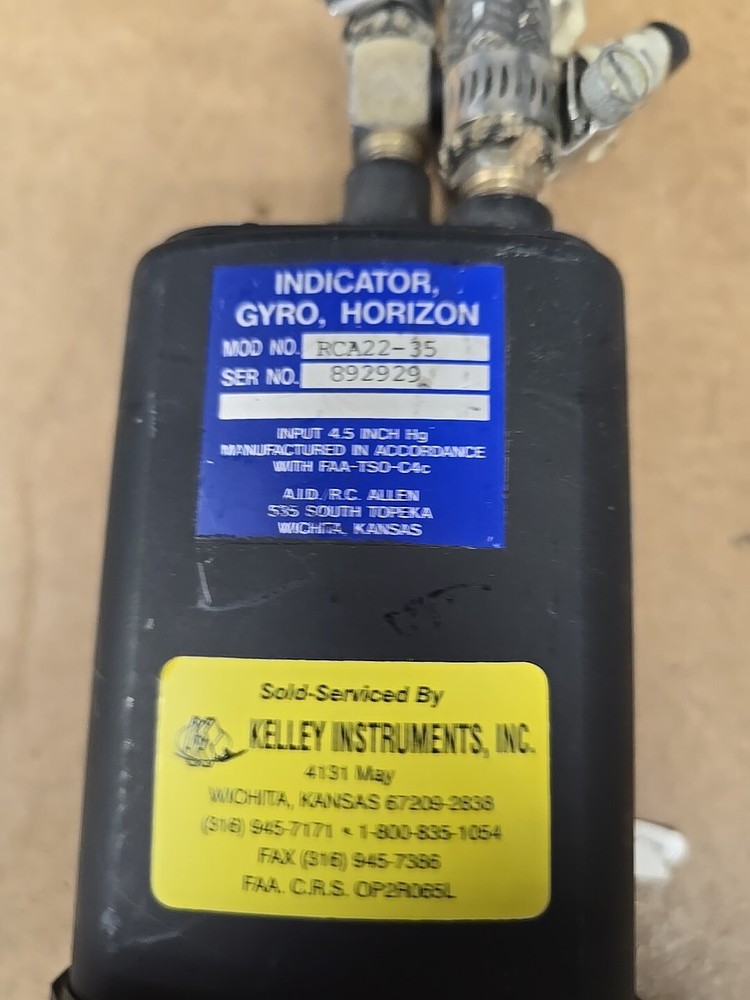 INDICATOR,
GYRO, HORIZON
MOD NO. RCA22-35
SER NO. 892929
INPUT 4.5 INCH Hg
MANUFACTURED IN ACCORDANCE
WITH FAA-TSO-C4c
A.I.D./R.C. ALLEN
535 SOUTH TOPEKA
WICHITA, KANSAS
Sold-Serviced By
KELLEY INSTRUMENTS, INC.
4131 May
WICHITA, KANSAS 67209-2838
(316) 945-7171 • 1-800-835-1054
FAX (316) 945-7386
FAA. C.R.S. OP2R065L